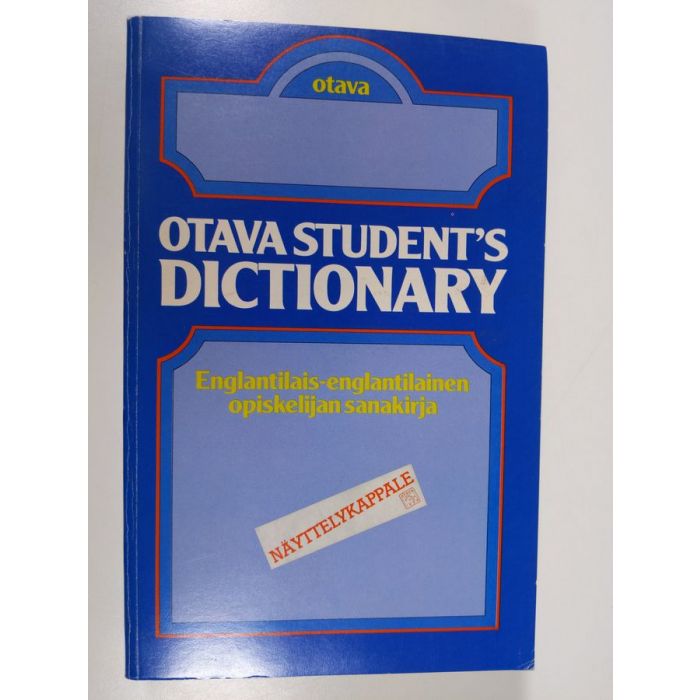 otava
OTAVA STUDENT'S
DICTIONARY
Englantilais-englantilainen
opiskelijan sanakirja
NÄYTTELYKAPPALE